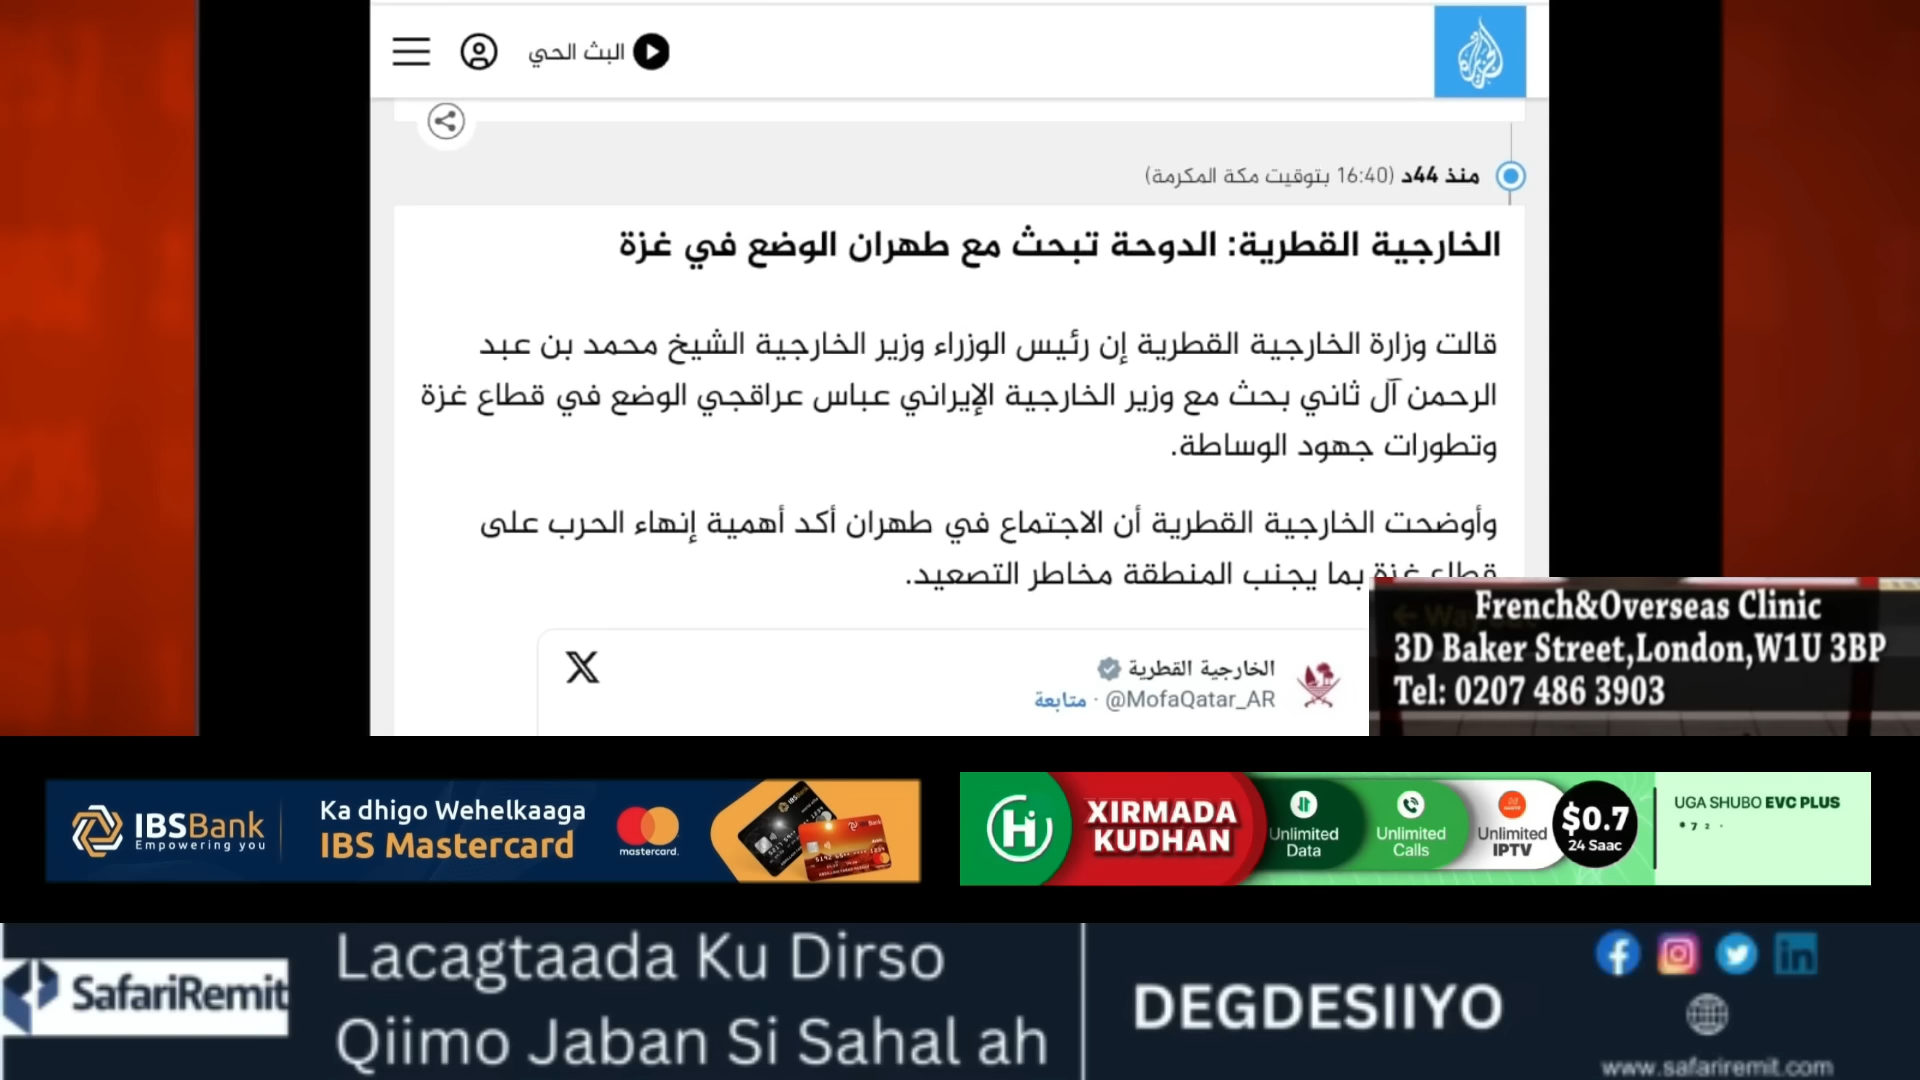 البث الحي
منذ 44د (16:40 بتوقيت مكة المكرمة)
الخارجية القطرية: الدوحة تبحث مع طهران الوضع في غزة
قالت وزارة الخارجية القطرية إن رئيس الوزراء وزير الخارجية الشيخ محمد بن عبد
الرحمن آل ثاني بحث مع وزير الخارجية الإيراني عباس عراقجي الوضع في قطاع غزة
وتطورات جهود الوساطة.
وأوضحت الخارجية القطرية أن الاجتماع في طهران أكد أهمية إنهاء الحرب على
قطاع غزة بما يجنب المنطقة مخاطر التصعيد.
الخارجية القطرية
@MofaQatar_AR · متابعة
French&Overseas Clinic
3D Baker Street,London,W1U 3BP
Tel: 0207 486 3903
IBSBank
Empowering you
Ka dhigo Wehelkaaga
IBS Mastercard
mastercard.
Hi
XIRMADA
KUDHAN
Unlimited
Data
Unlimited
Calls
Unlimited
IPTV
$0.7
24 Saac
UGA SHUBO EVC PLUS
SafariRemit
Lacagtaada Ku Dirso
Qiimo Jaban Si Sahal ah
DEGDESIIYO
www.safariremit.com